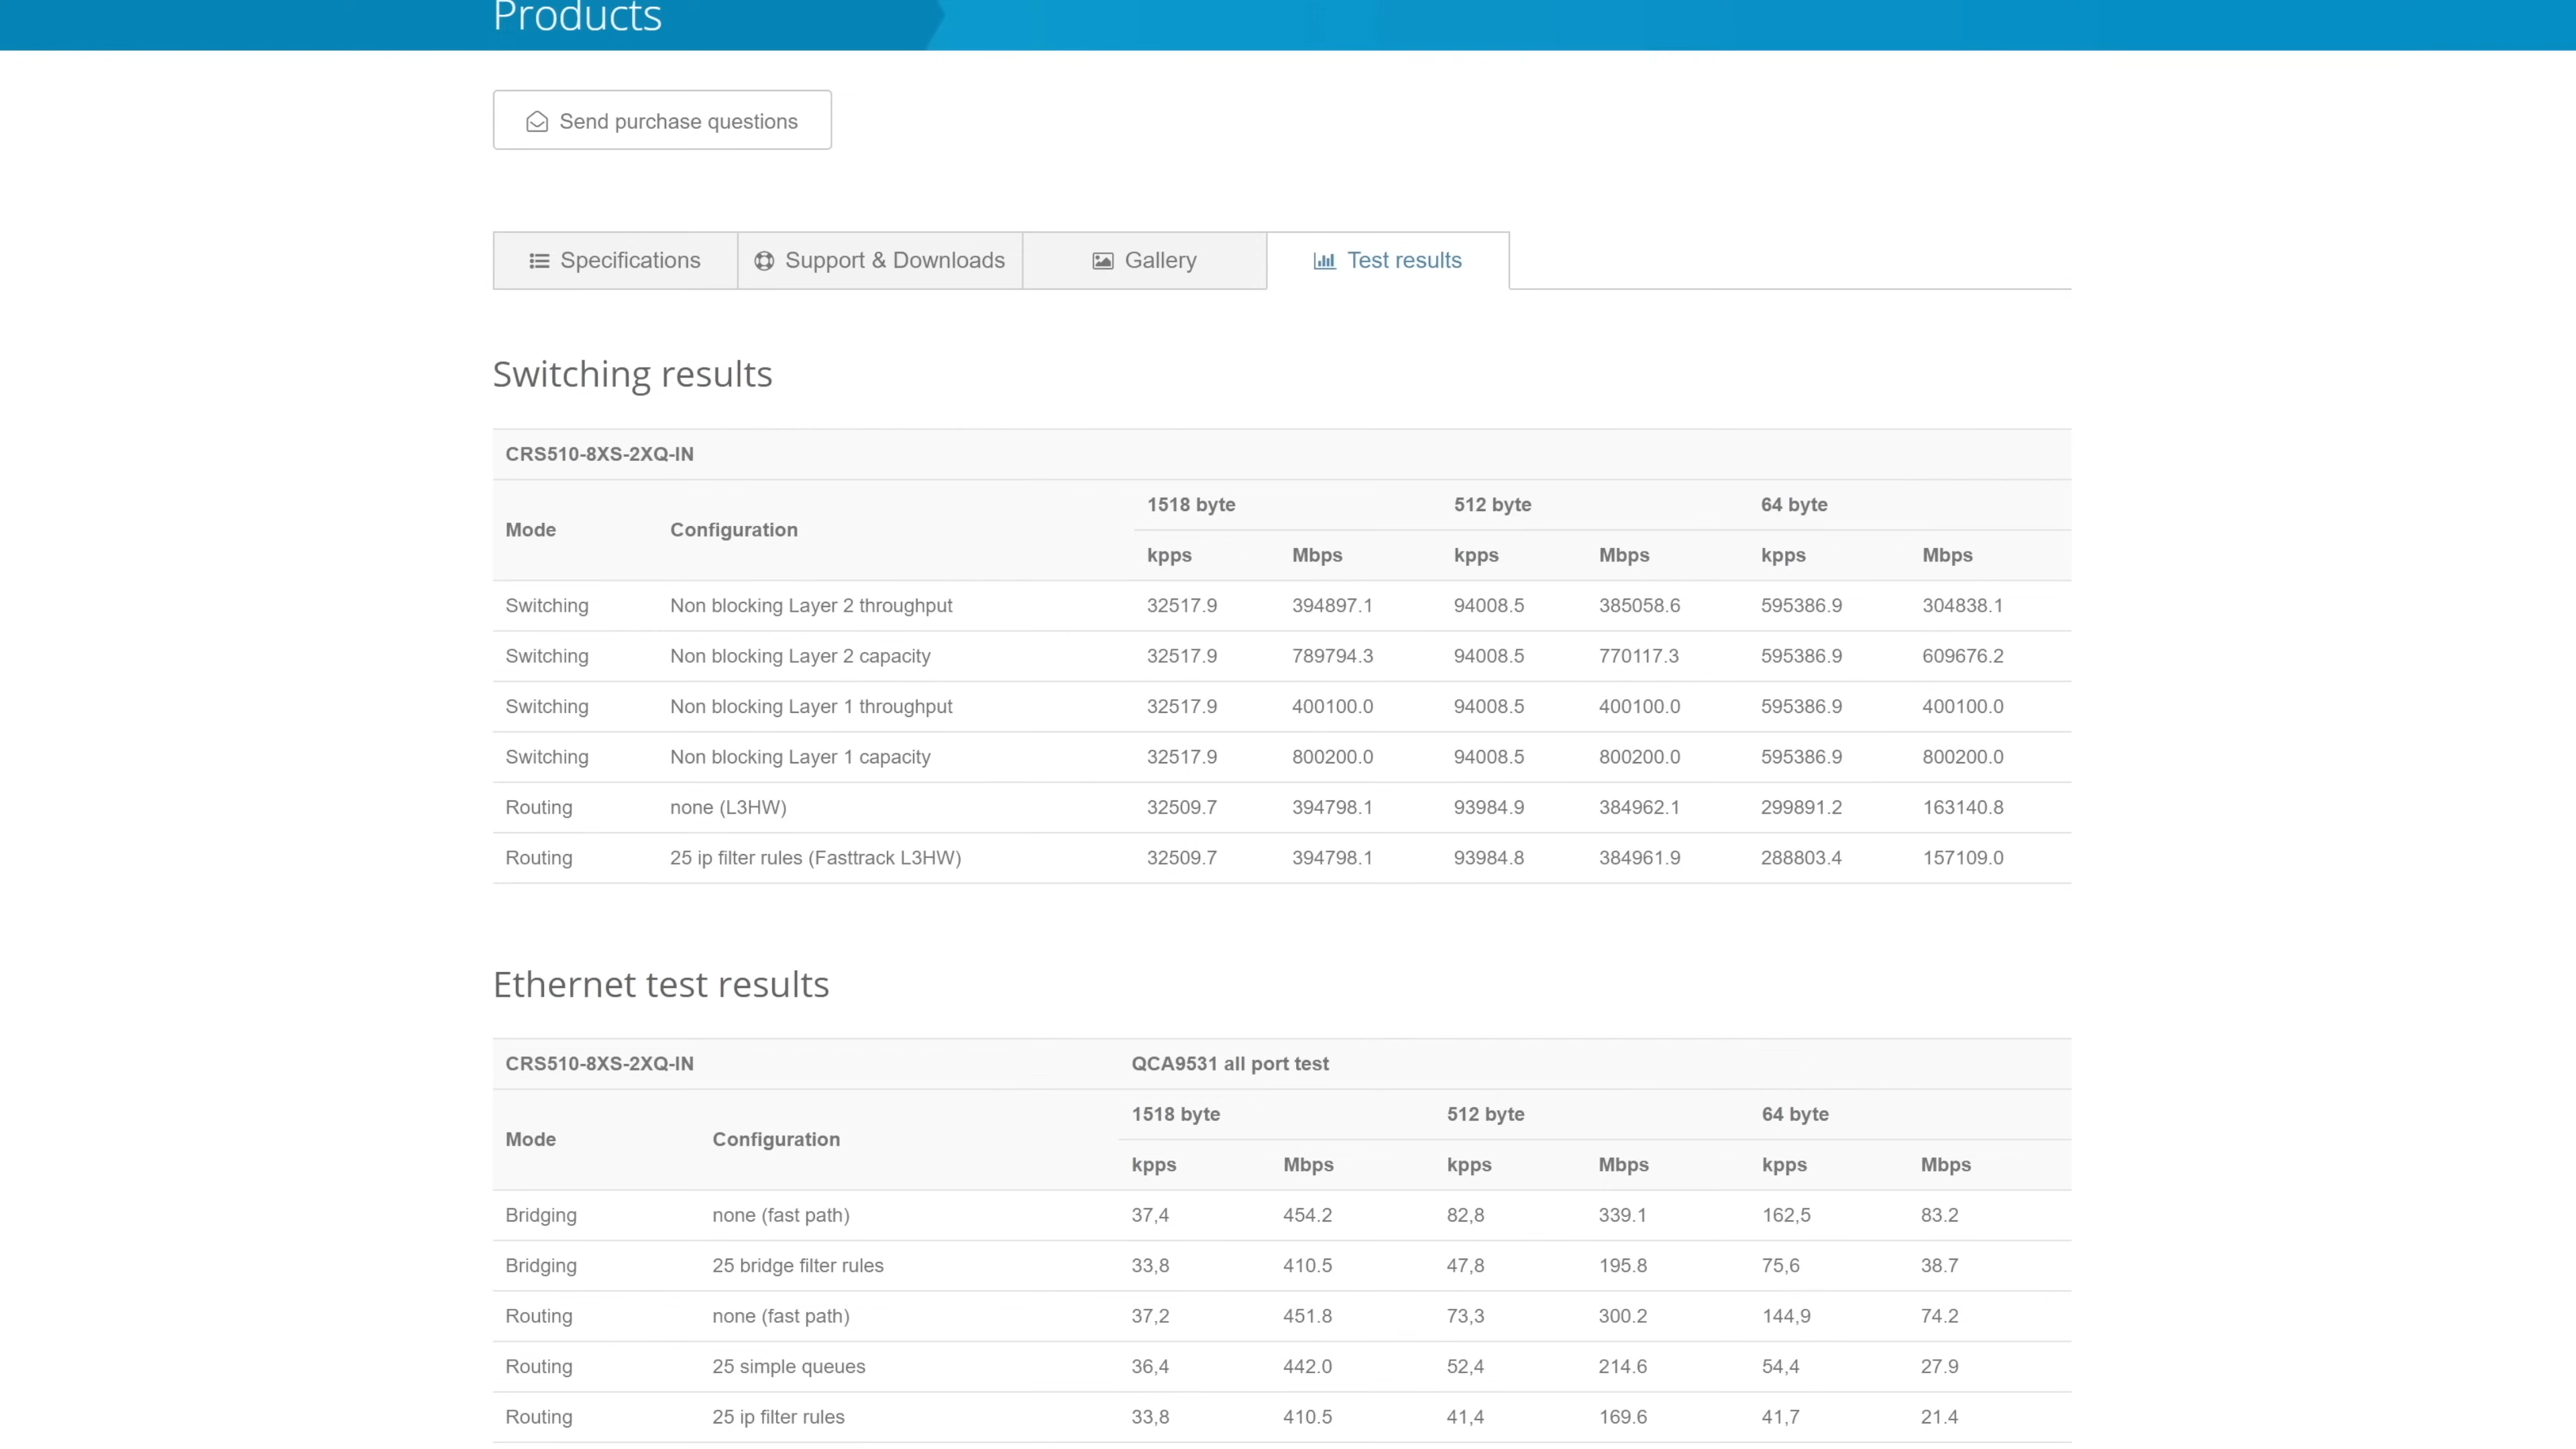 Products
Send purchase questions
Specifications Support & Downloads Gallery Test results
Switching results
CRS510-8XS-2XQ-IN
Mode Configuration 1518 byte 512 byte 64 byte
kpps Mbps kpps Mbps kpps Mbps
Switching Non blocking Layer 2 throughput 32517.9 394897.1 94008.5 385058.6 595386.9 304838.1
Switching Non blocking Layer 2 capacity 32517.9 789794.3 94008.5 770117.3 595386.9 609676.2
Switching Non blocking Layer 1 throughput 32517.9 400100.0 94008.5 400100.0 595386.9 400100.0
Switching Non blocking Layer 1 capacity 32517.9 800200.0 94008.5 800200.0 595386.9 800200.0
Routing none (L3HW) 32509.7 394798.1 93984.9 384962.1 299891.2 163140.8
Routing 25 ip filter rules (Fasttrack L3HW) 32509.7 394798.1 93984.8 384961.9 288803.4 157109.0
Ethernet test results
CRS510-8XS-2XQ-IN QCA9531 all port test
Mode Configuration 1518 byte 512 byte 64 byte
kpps Mbps kpps Mbps kpps Mbps
Bridging none (fast path) 37,4 454.2 82,8 339.1 162,5 83.2
Bridging 25 bridge filter rules 33,8 410.5 47,8 195.8 75,6 38.7
Routing none (fast path) 37,2 451.8 73,3 300.2 144,9 74.2
Routing 25 simple queues 36,4 442.0 52,4 214.6 54,4 27.9
Routing 25 ip filter rules 33,8 410.5 41,4 169.6 41,7 21.4